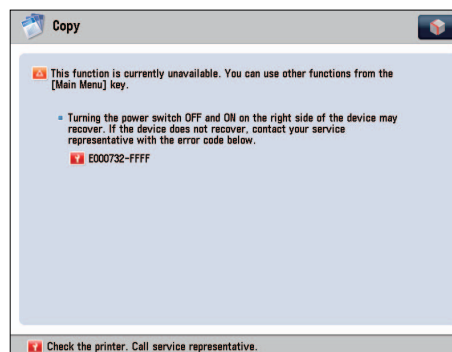 Copy
This function is currently unavailable. You can use other functions from the
[Main Menu] key.
Turning the power switch OFF and ON on the right side of the device may
recover. If the device does not recover, contact your service
representative with the error code below.
E000732-FFFF
Check the printer. Call service representative.